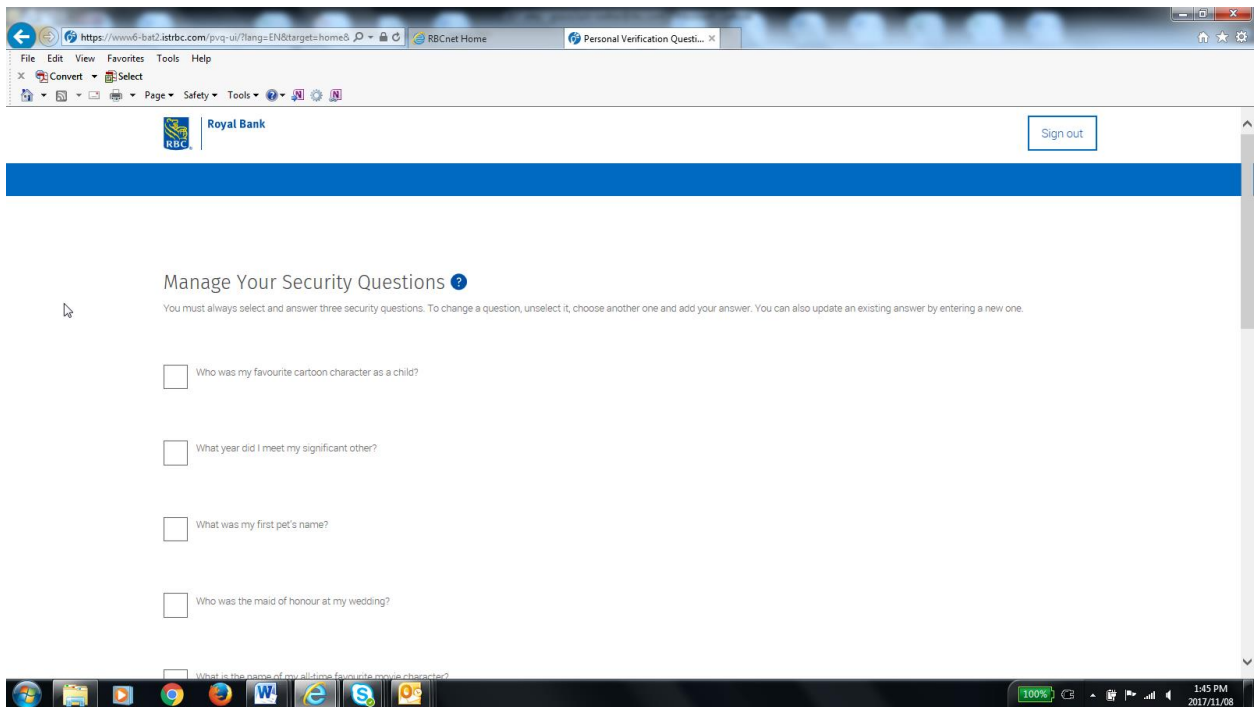 https://www6-bat2.istrbc.com/pvq-ui/?lang=EN&target=home&
RBCnet Home
Personal Verification Questi...
File Edit View Favorites Tools Help
x Convert Select
Page Safety Tools
RBC
Royal Bank
Sign out
Manage Your Security Questions ?
You must always select and answer three security questions. To change a question, unselect it, choose another one and add your answer. You can also update an existing answer by entering a new one.
Who was my favourite cartoon character as a child?
What year did I meet my significant other?
What was my first pet's name?
Who was the maid of honour at my wedding?
What is the name of my all-time favourite movie character?
100%
1:45 PM
2017/11/08